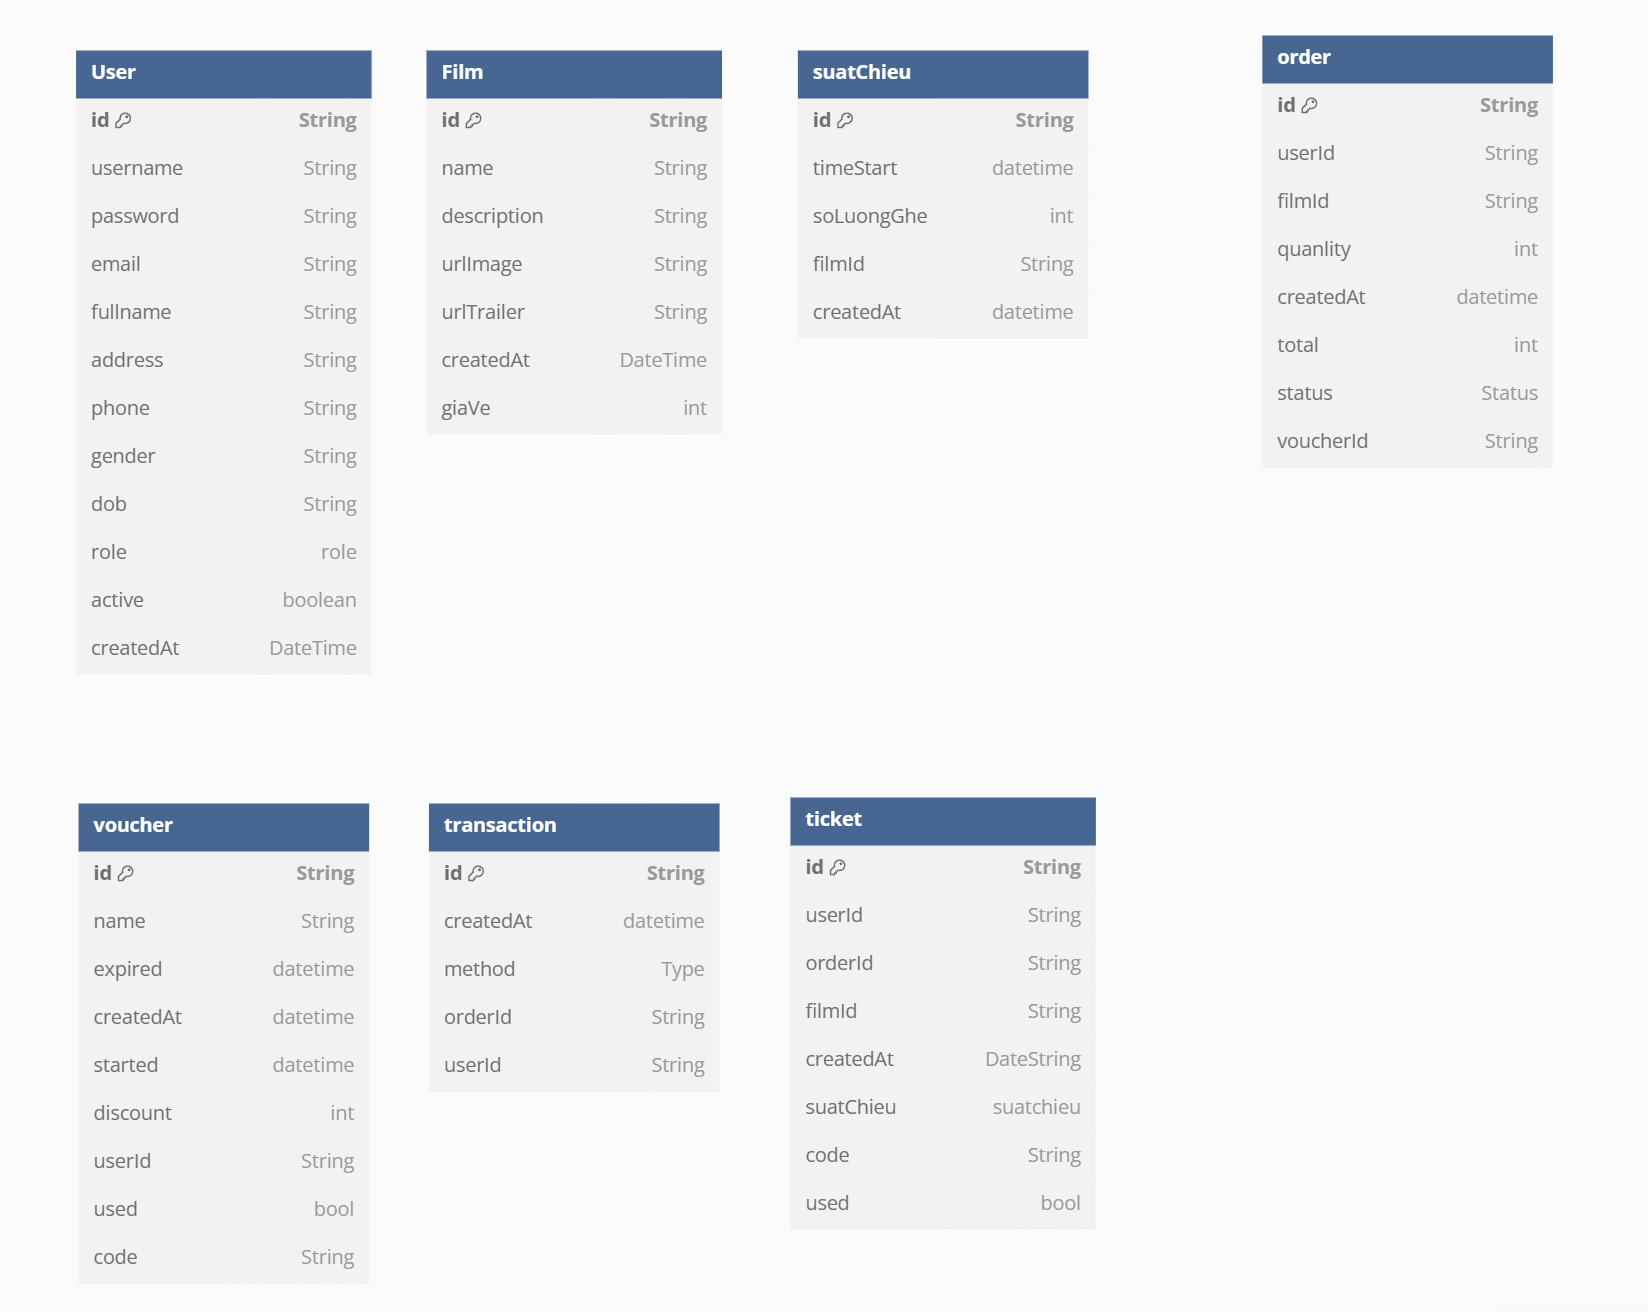 User
id String
username String
password String
email String
fullname String
address String
phone String
gender String
dob String
role role
active boolean
createdAt DateTime
Film
id String
name String
description String
urlImage String
urlTrailer String
createdAt DateTime
giaVe int
suatChieu
id String
timeStart datetime
soLuongGhe int
filmId String
createdAt datetime
order
id String
userId String
filmId String
quanlity int
createdAt datetime
total int
status Status
voucherId String
voucher
id String
name String
expired datetime
createdAt datetime
started datetime
discount int
userId String
used bool
code String
transaction
id String
createdAt datetime
method Type
orderId String
userId String
ticket
id String
userId String
orderId String
filmId String
createdAt DateString
suatChieu suatchieu
code String
used bool